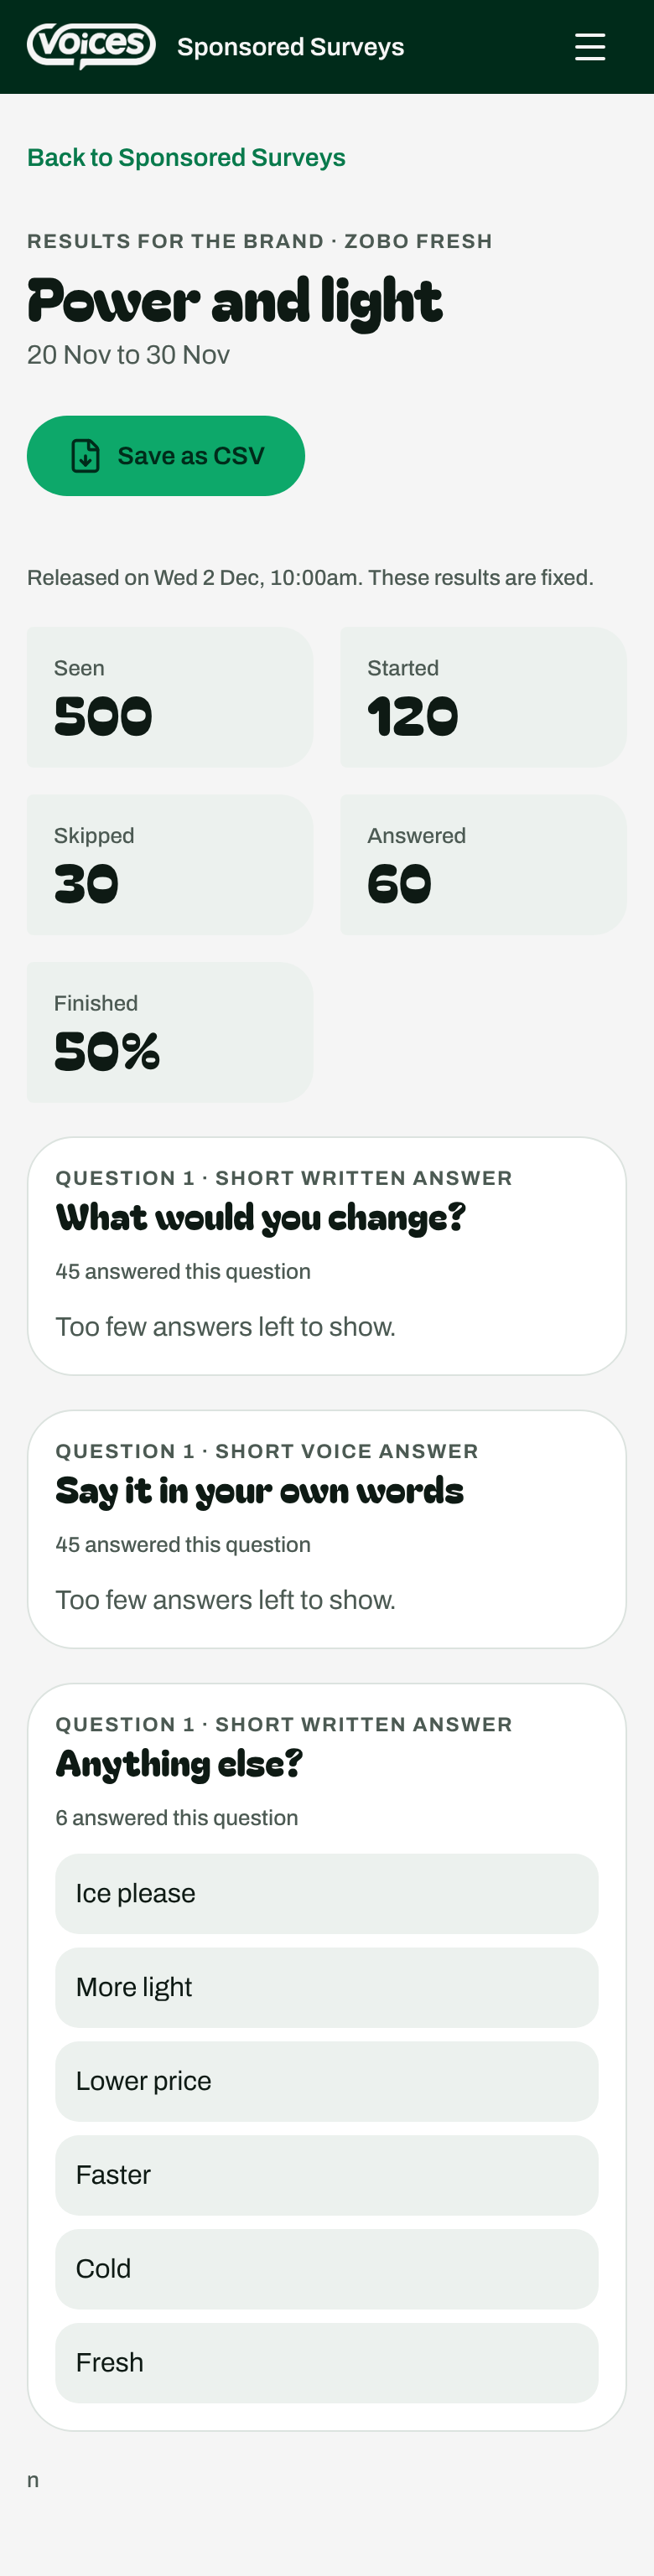 Voices
Sponsored Surveys
Back to Sponsored Surveys
RESULTS FOR THE BRAND · ZOBO FRESH
Power and light
20 Nov to 30 Nov
Save as CSV
Released on Wed 2 Dec, 10:00am. These results are fixed.
Seen
500
Started
120
Skipped
30
Answered
60
Finished
50%
QUESTION 1 · SHORT WRITTEN ANSWER
What would you change?
45 answered this question
Too few answers left to show.
QUESTION 1 · SHORT VOICE ANSWER
Say it in your own words
45 answered this question
Too few answers left to show.
QUESTION 1 · SHORT WRITTEN ANSWER
Anything else?
6 answered this question
Ice please
More light
Lower price
Faster
Cold
Fresh
n